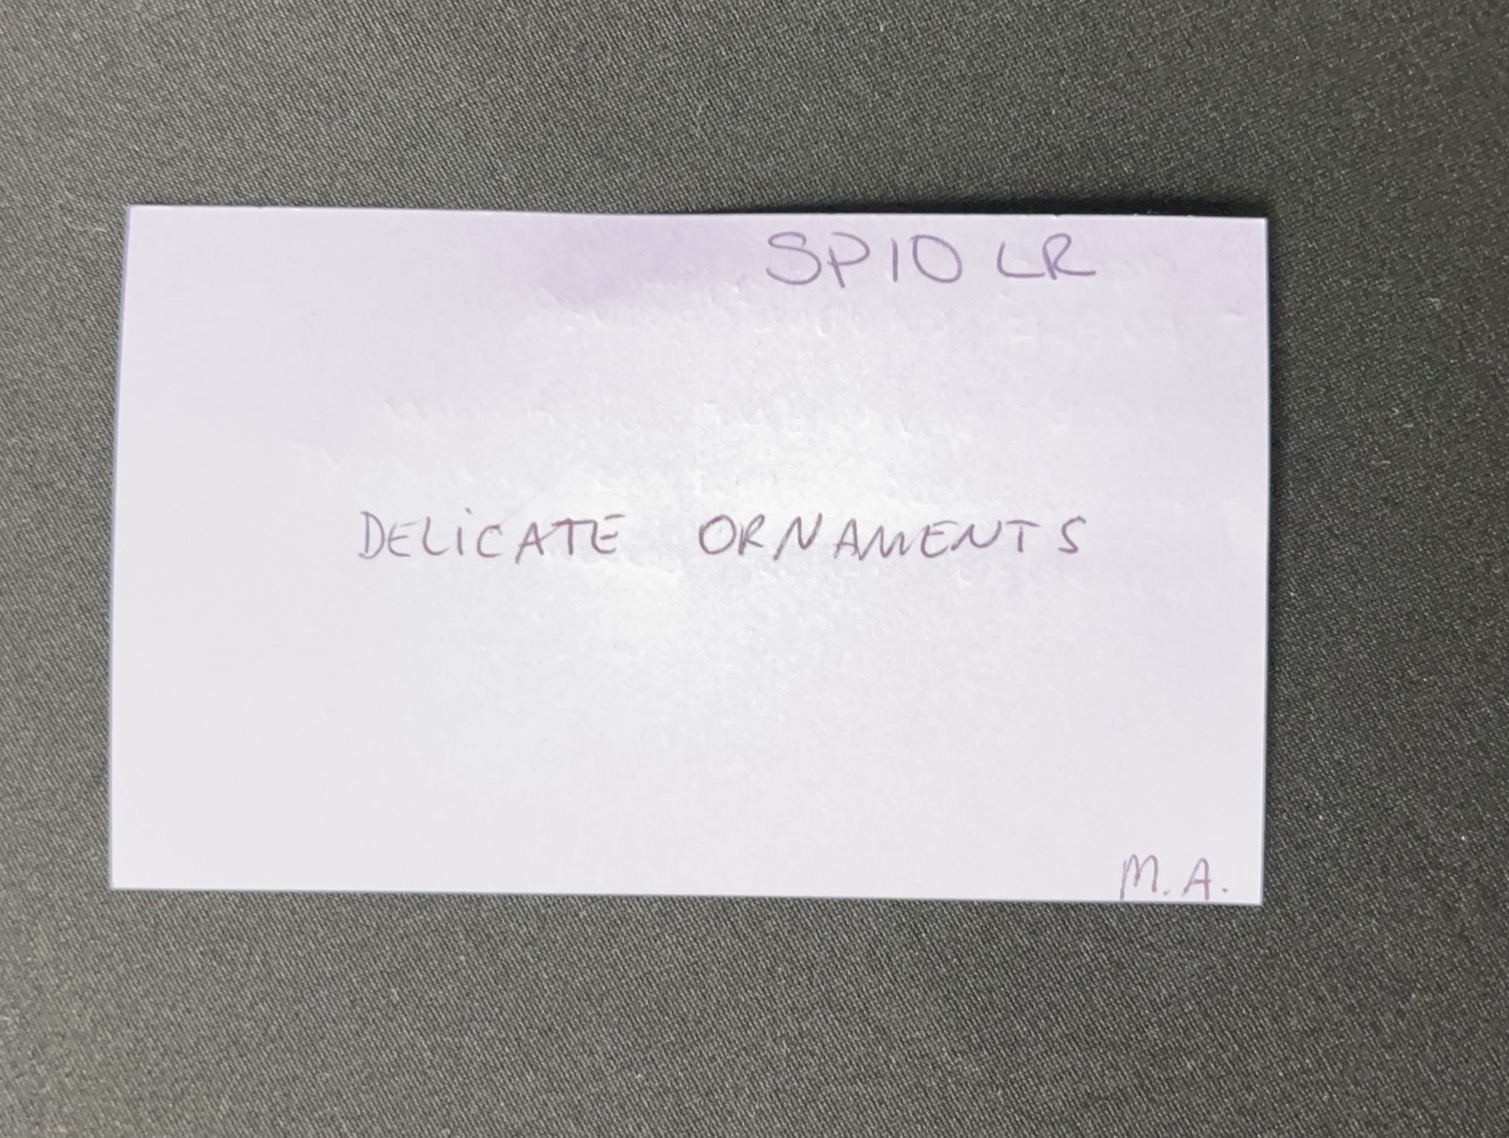 SP10 LR
DELiCATE ORNAMENTS
M.A.